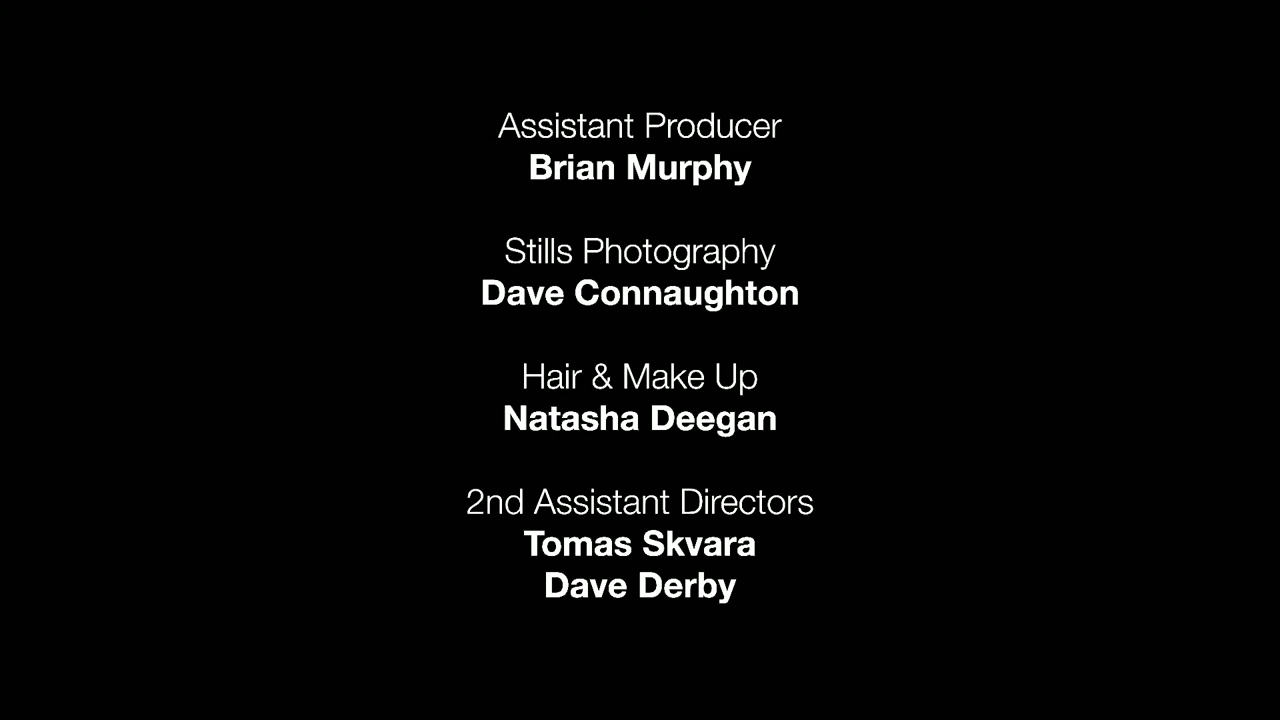 Assistant Producer
Brian Murphy
Stills Photography
Dave Connaughton
Hair & Make Up
Natasha Deegan
2nd Assistant Directors
Tomas Skvara
Dave Derby